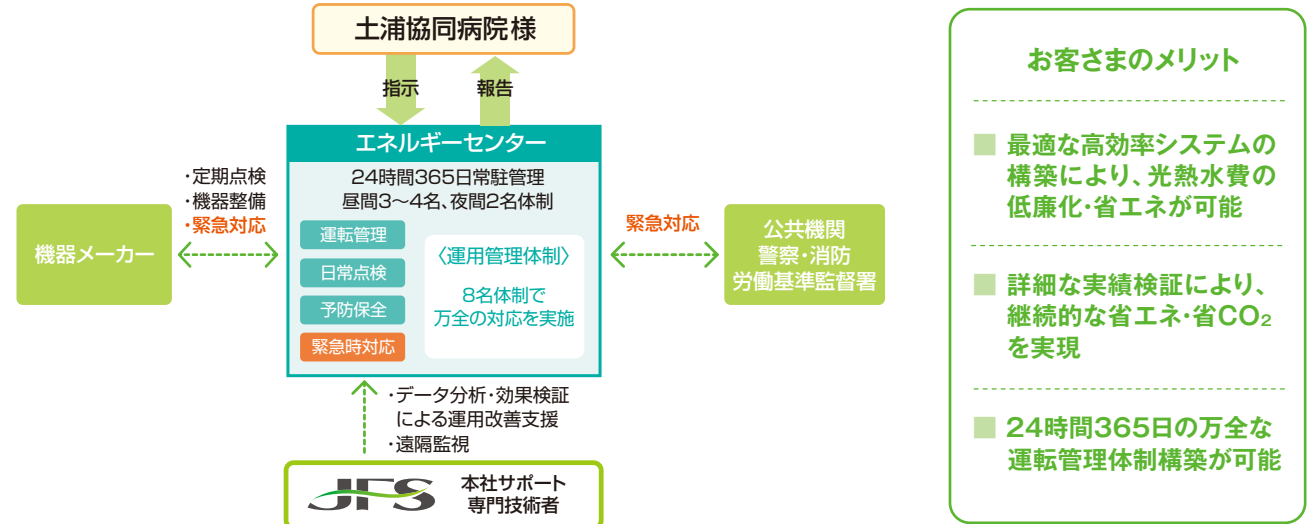 土浦協同病院様
指示
報告
エネルギーセンター
24時間365日常駐管理
昼間3〜4名、夜間2名体制
運転管理
日常点検
予防保全
緊急時対応
〈運用管理体制〉
8名体制で
万全の対応を実施
・定期点検
・機器整備
・緊急対応
機器メーカー
緊急対応
公共機関
警察・消防
労働基準監督署
・データ分析・効果検証
による運用改善支援
・遠隔監視
JFS
本社サポート
専門技術者
お客さまのメリット
■ 最適な高効率システムの
構築により、光熱水費の
低廉化・省エネが可能
■ 詳細な実績検証により、
継続的な省エネ・省CO₂
を実現
■ 24時間365日の万全な
運転管理体制構築が可能